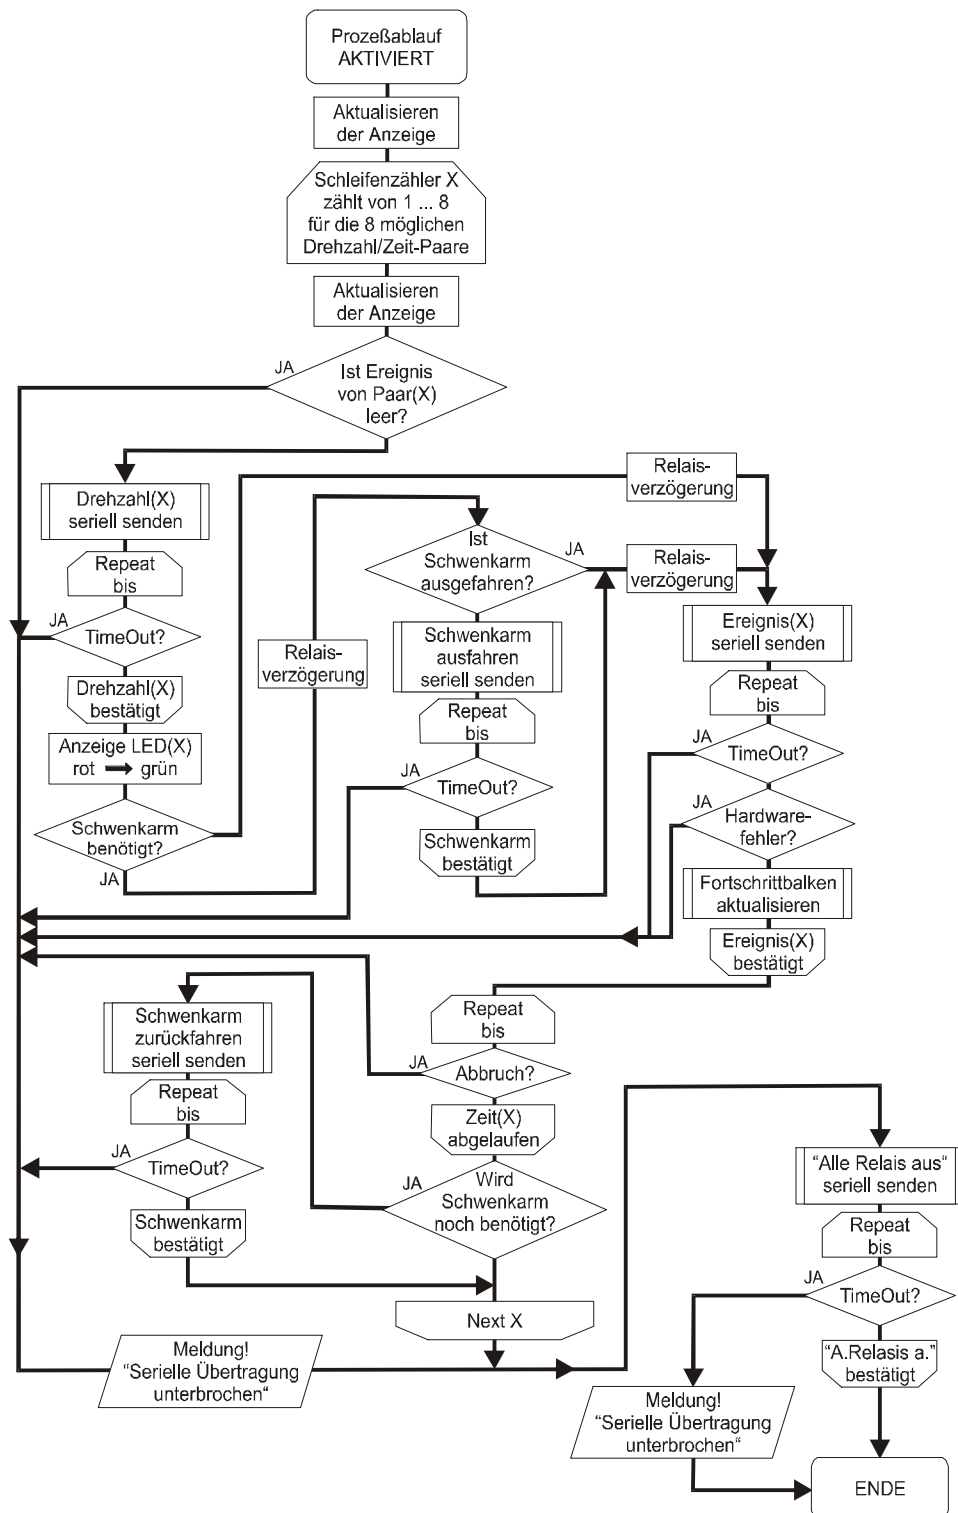 Prozeßablauf
AKTIVIERT
Aktualisieren
der Anzeige
Schleifenzähler X
zählt von 1 ... 8
für die 8 möglichen
Drehzahl/Zeit-Paare
Aktualisieren
der Anzeige
JA
Ist Ereignis
von Paar(X)
leer?
Drehzahl(X)
seriell senden
Repeat
bis
JA
TimeOut?
Drehzahl(X)
bestätigt
Anzeige LED(X)
rot → grün
Schwenkarm
benötigt?
JA
Relais-
verzögerung
Relais-
verzögerung
Ist
Schwenkarm
ausgefahren?
JA
Relais-
verzögerung
Schwenkarm
ausfahren
seriell senden
Repeat
bis
JA
TimeOut?
Schwenkarm
bestätigt
Ereignis(X)
seriell senden
Repeat
bis
JA
TimeOut?
JA
Hardware-
fehler?
Fortschrittbalken
aktualisieren
Ereignis(X)
bestätigt
Repeat
bis
JA
Abbruch?
Zeit(X)
abgelaufen
JA
Wird
Schwenkarm
noch benötigt?
Schwenkarm
zurückfahren
seriell senden
Repeat
bis
JA
TimeOut?
Schwenkarm
bestätigt
Next X
Meldung!
“Serielle Übertragung
unterbrochen“
“Alle Relais aus“
seriell senden
Repeat
bis
JA
TimeOut?
“A.Relasis a.”
bestätigt
Meldung!
“Serielle Übertragung
unterbrochen“
ENDE